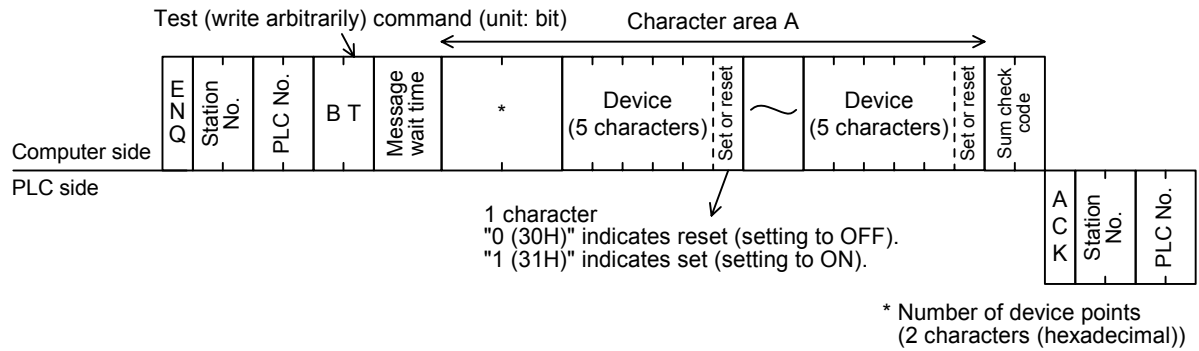 Test (write arbitrarily) command (unit: bit)
Character area A
E
N
Q
Station
No.
PLC No.
B T
Message
wait time
*
Device
(5 characters)
Set or reset
Device
(5 characters)
Set or reset
Sum check
code
Computer side
PLC side
1 character
"0 (30H)" indicates reset (setting to OFF).
"1 (31H)" indicates set (setting to ON).
A
C
K
Station
No.
PLC No.
* Number of device points
(2 characters (hexadecimal))